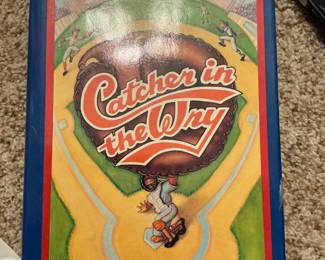 Catcher in
the Wry